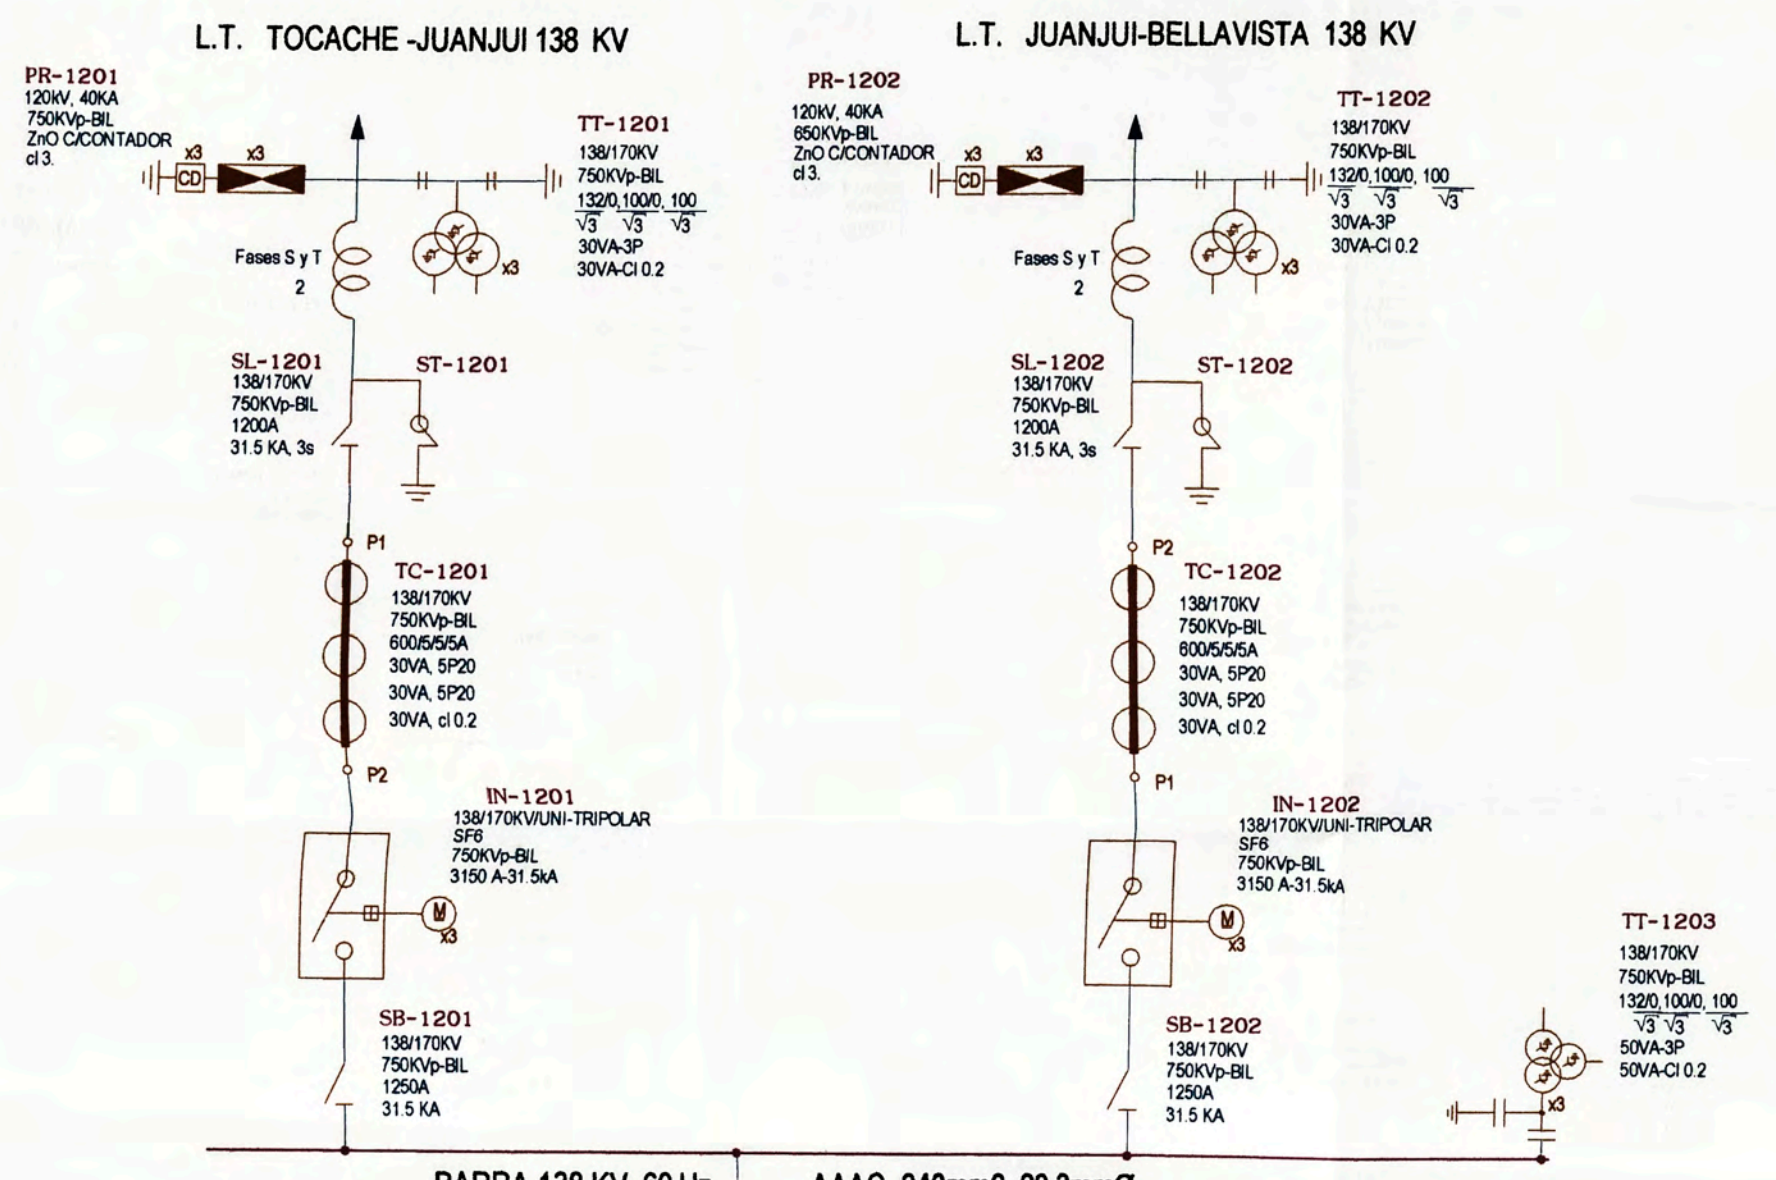 L.T. TOCACHE -JUANJUI 138 KV
PR-1201
120kV, 40KA
750KVp-BIL
ZnO C/CONTADOR
cl 3.
x3
x3
CD
TT-1201
138/170KV
750KVp-BIL
132/0,100/0, 100
√3 √3 √3
30VA-3P
30VA-Cl 0.2
x3
Fases S y T
2
SL-1201
138/170KV
750KVp-BIL
1200A
31.5 KA, 3s
ST-1201
P1
TC-1201
138/170KV
750KVp-BIL
600/5/5/5A
30VA, 5P20
30VA, 5P20
30VA, cl 0.2
P2
IN-1201
138/170KV/UNI-TRIPOLAR
SF6
750KVp-BIL
3150 A-31.5kA
M
x3
SB-1201
138/170KV
750KVp-BIL
1250A
31.5 KA
L.T. JUANJUI-BELLAVISTA 138 KV
PR-1202
120kV, 40KA
650KVp-BIL
ZnO C/CONTADOR
cl 3.
x3
x3
CD
TT-1202
138/170KV
750KVp-BIL
132/0,100/0, 100
√3 √3 √3
30VA-3P
30VA-Cl 0.2
x3
Fases S y T
2
SL-1202
138/170KV
750KVp-BIL
1200A
31.5 KA, 3s
ST-1202
P2
TC-1202
138/170KV
750KVp-BIL
600/5/5/5A
30VA, 5P20
30VA, 5P20
30VA, cl 0.2
P1
IN-1202
138/170KV/UNI-TRIPOLAR
SF6
750KVp-BIL
3150 A-31.5kA
M
x3
SB-1202
138/170KV
750KVp-BIL
1250A
31.5 KA
TT-1203
138/170KV
750KVp-BIL
132/0,100/0, 100
√3 √3 √3
50VA-3P
50VA-Cl 0.2
x3
BARRA 138 KV, 60 Hz